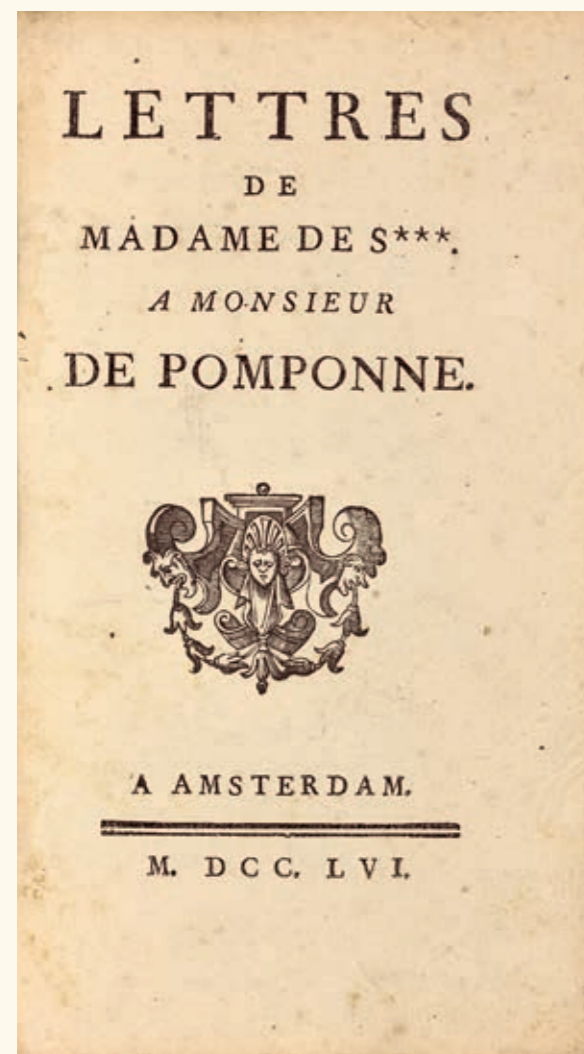 LETTRES
DE
MADAME DE S***.
A MONSIEUR
DE POMPONNE.
A AMSTERDAM.
M. DCC. LVI.